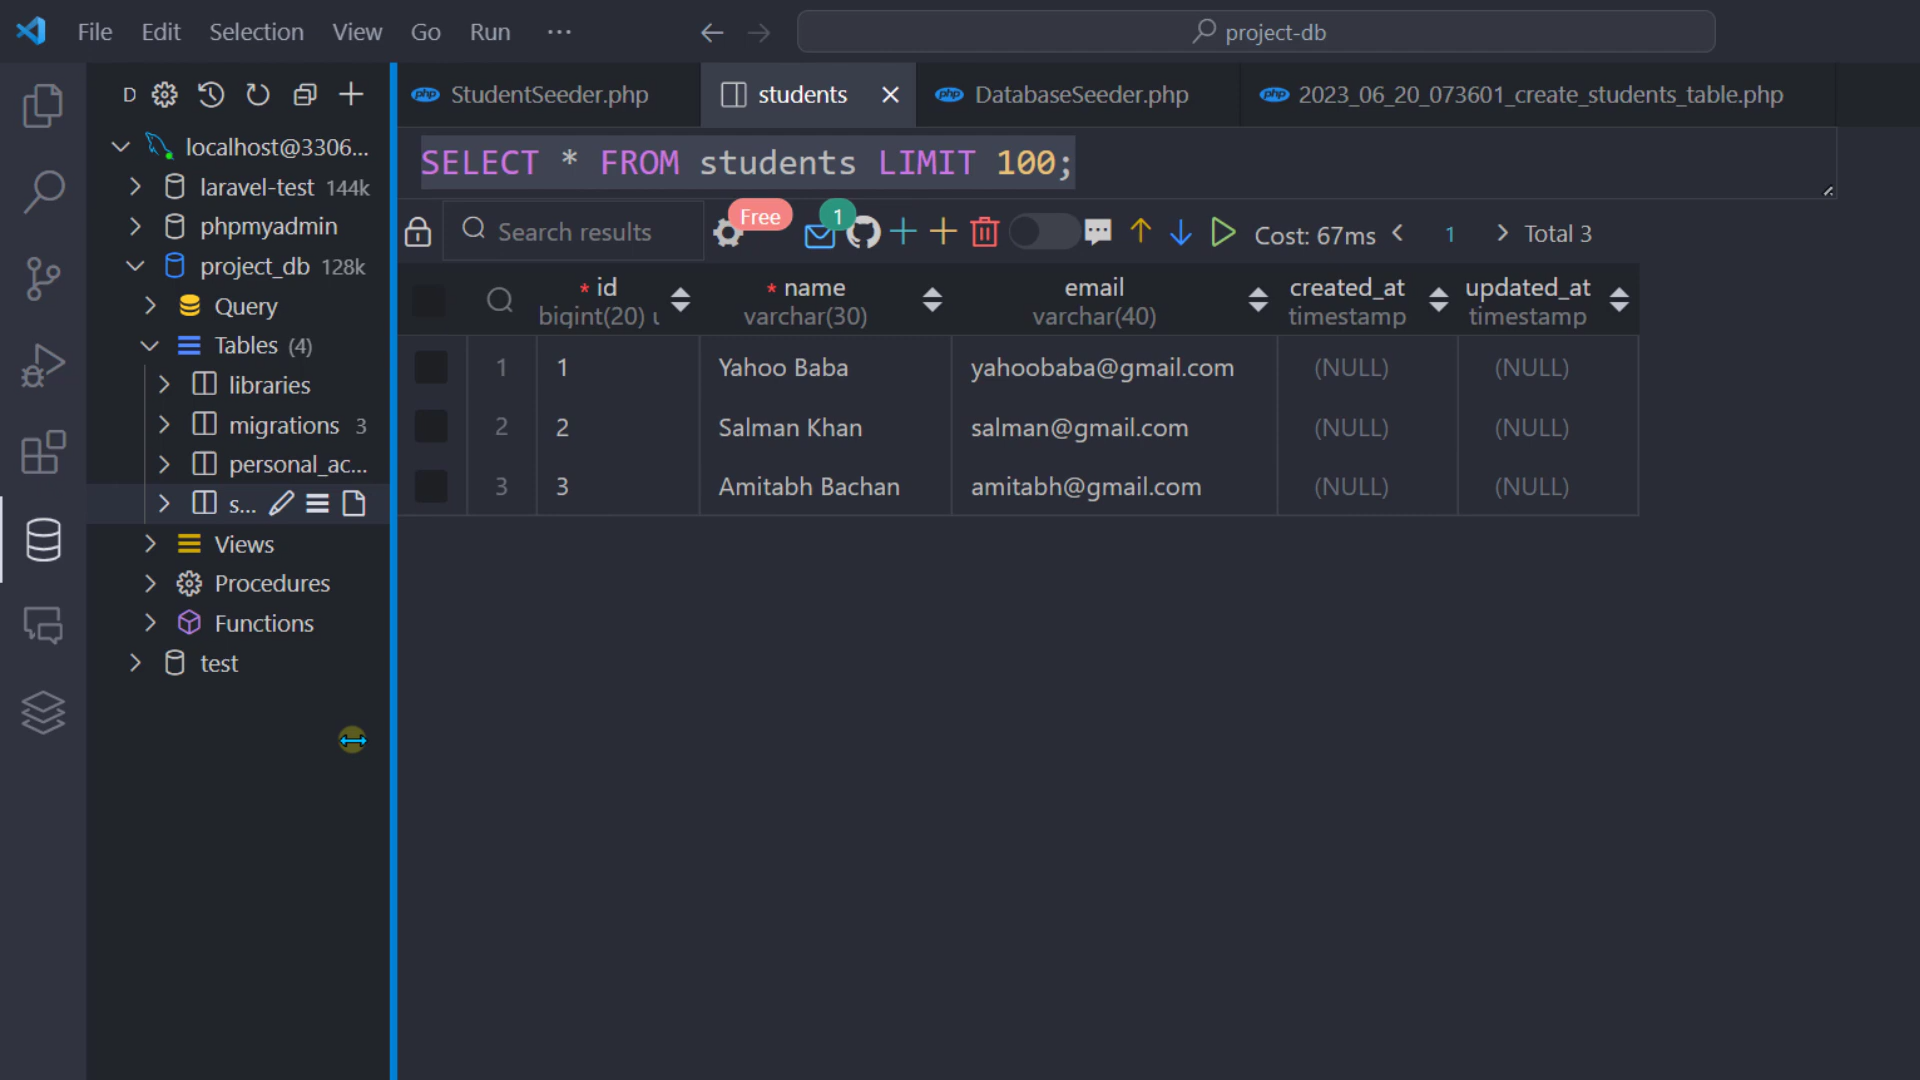 File Edit Selection View Go Run ··· project-db
D
localhost@3306...
laravel-test 144k
phpmyadmin
project_db 128k
Query
Tables (4)
libraries
migrations 3
personal_ac...
s...
Views
Procedures
Functions
test
StudentSeeder.php students DatabaseSeeder.php 2023_06_20_073601_create_students_table.php
SELECT * FROM students LIMIT 100;
Search results Free 1 Cost: 67ms < 1 > Total 3
* id * name email created_at updated_at
bigint(20) u varchar(30) varchar(40) timestamp timestamp
1 1 Yahoo Baba yahoobaba@gmail.com (NULL) (NULL)
2 2 Salman Khan salman@gmail.com (NULL) (NULL)
3 3 Amitabh Bachan amitabh@gmail.com (NULL) (NULL)